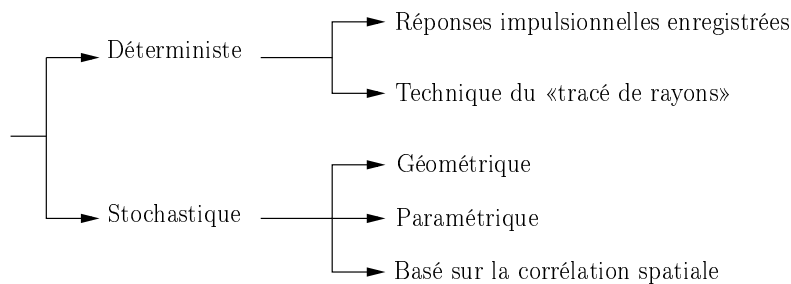 Déterministe
Réponses impulsionnelles enregistrées
Technique du «tracé de rayons»
Stochastique
Géométrique
Paramétrique
Basé sur la corrélation spatiale